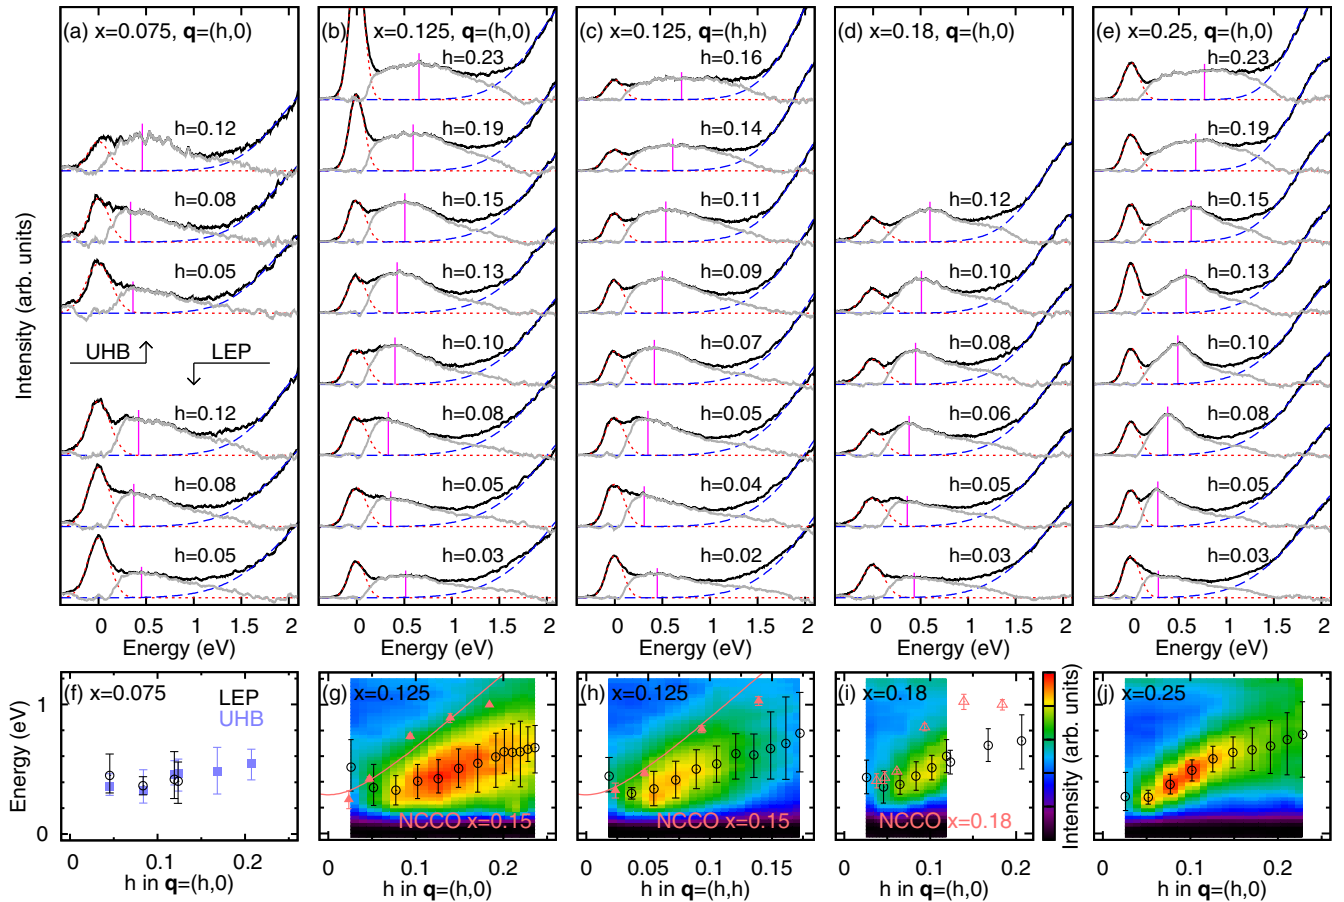 (a) x=0.075, q=(h,0)
h=0.12
h=0.08
h=0.05
UHB
LEP
h=0.12
h=0.08
h=0.05
0 0.5 1 1.5 2
Energy (eV)
Intensity (arb. units)
(b) x=0.125, q=(h,0)
h=0.23
h=0.19
h=0.15
h=0.13
h=0.10
h=0.08
h=0.05
h=0.03
0 0.5 1 1.5 2
Energy (eV)
(c) x=0.125, q=(h,h)
h=0.16
h=0.14
h=0.11
h=0.09
h=0.07
h=0.05
h=0.04
h=0.02
0 0.5 1 1.5 2
Energy (eV)
(d) x=0.18, q=(h,0)
h=0.12
h=0.10
h=0.08
h=0.06
h=0.05
h=0.03
0 0.5 1 1.5 2
Energy (eV)
(e) x=0.25, q=(h,0)
h=0.23
h=0.19
h=0.15
h=0.13
h=0.10
h=0.08
h=0.05
h=0.03
0 0.5 1 1.5 2
Energy (eV)
(f) x=0.075
LEP
UHB
1
0
Energy (eV)
0 0.1 0.2
h in q=(h,0)
(g) x=0.125
NCCO x=0.15
0 0.1 0.2
h in q=(h,0)
(h) x=0.125
NCCO x=0.15
0 0.05 0.1 0.15
h in q=(h,h)
(i) x=0.18
NCCO x=0.18
0 0.1 0.2
h in q=(h,0)
Intensity (arb. units)
(j) x=0.25
0 0.1 0.2
h in q=(h,0)